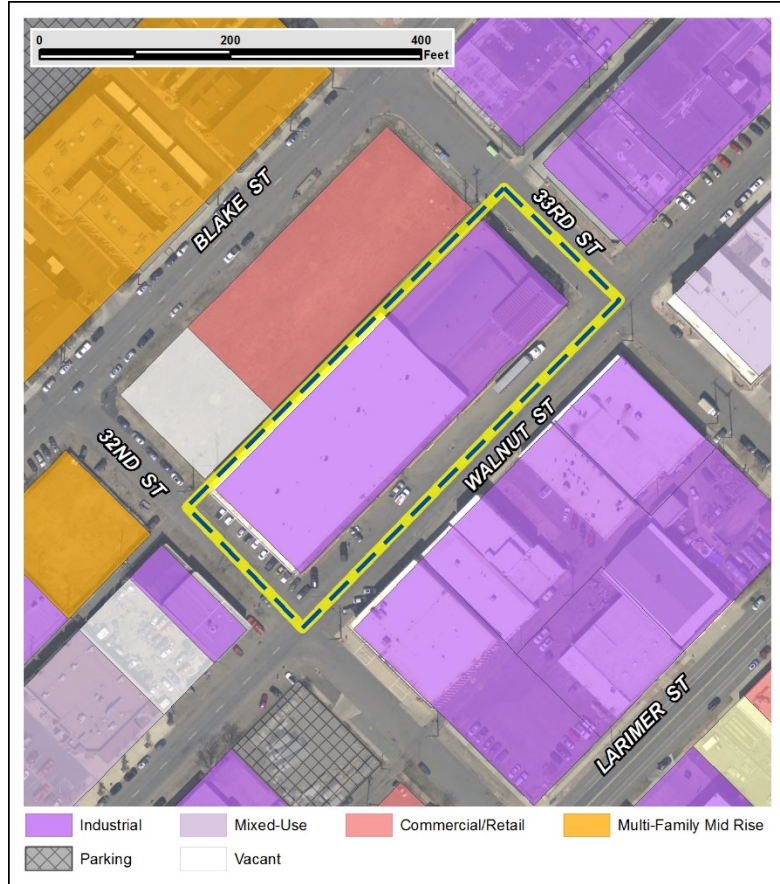 0 200 400
Feet
BLAKE ST
33RD ST
32ND ST
WALNUT ST
LARIMER ST
Industrial Mixed-Use Commercial/Retail Multi-Family Mid Rise
Parking Vacant